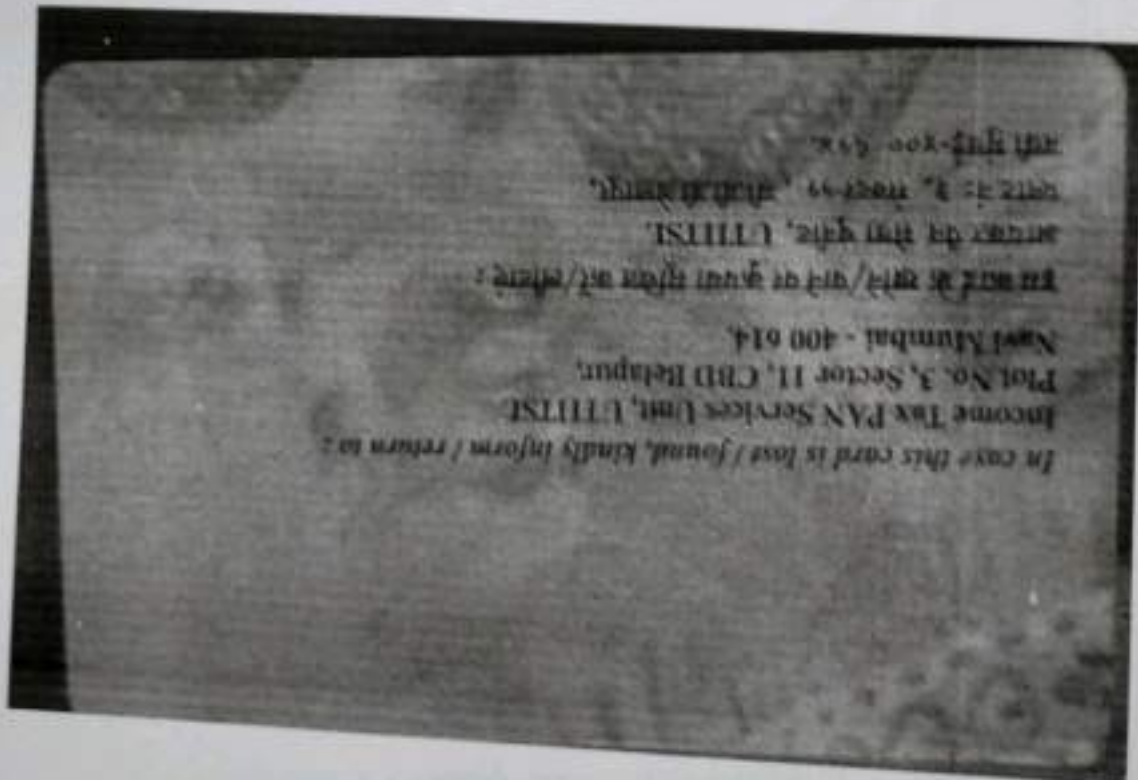 In case this card is lost / found, kindly inform / return to :
Income Tax PAN Services Unit, UTIITSL
Plot No. 3, Sector 11, CBD Belapur,
Navi Mumbai - 400 614.
इस कार्ड के खोने/पाने पर कृपया सूचित करें/लौटाएं :
आयकर पैन सेवा यूनीट, UTIITSL
प्लाट नं: ३, सेक्टर ११, सी.बी.डी.बेलापूर,
नवी मुंबई-४०० ६१४.